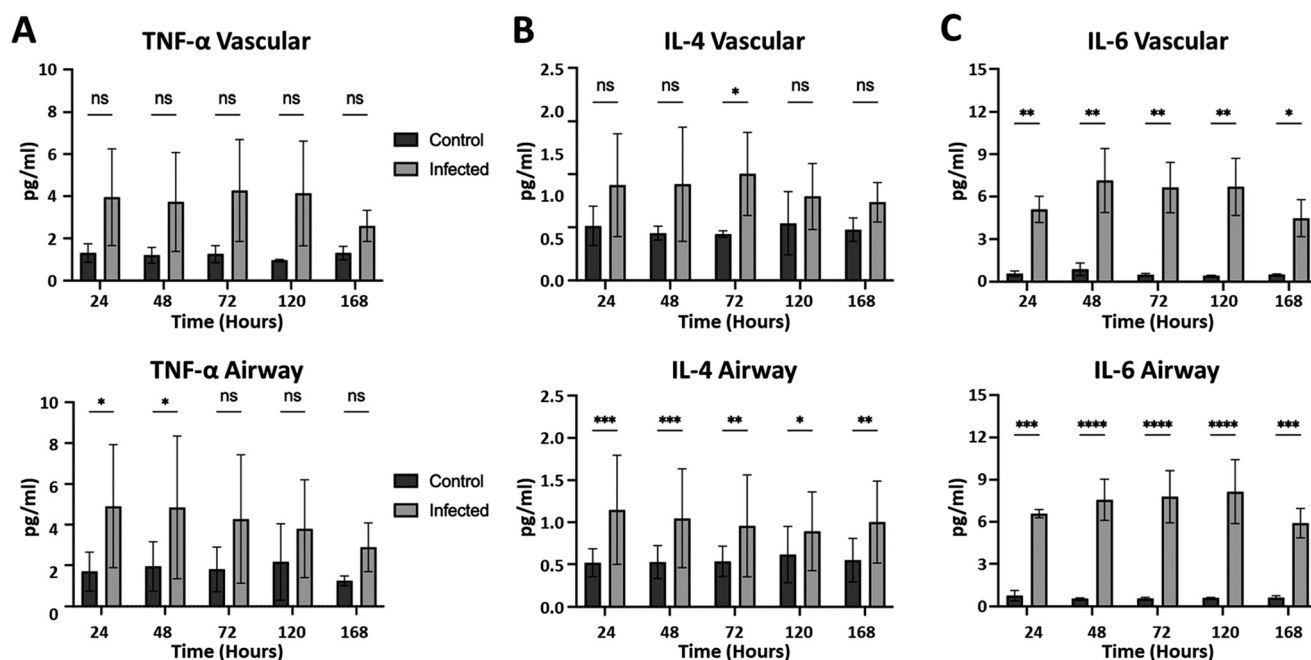 A
TNF-α Vascular
10
8
6
4
2
0
pg/ml
ns ns ns ns ns
24 48 72 120 168
Time (Hours)
Control
Infected
B
IL-4 Vascular
2.5
2.0
1.5
1.0
0.5
0.0
pg/ml
ns ns * ns ns
24 48 72 120 168
Time (Hours)
C
IL-6 Vascular
15
12
9
6
3
0
pg/ml
** ** ** ** *
24 48 72 120 168
Time (Hours)
TNF-α Airway
10
8
6
4
2
0
pg/ml
* * ns ns ns
24 48 72 120 168
Time (Hours)
Control
Infected
IL-4 Airway
2.5
2.0
1.5
1.0
0.5
0.0
pg/ml
*** *** ** * **
24 48 72 120 168
Time (Hours)
IL-6 Airway
15
12
9
6
3
0
pg/ml
*** **** **** **** ***
24 48 72 120 168
Time (Hours)